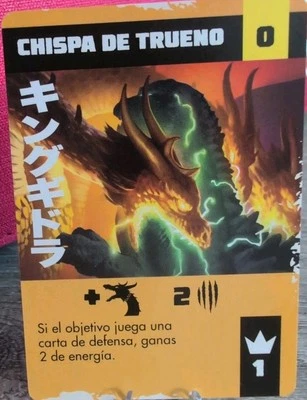 CHISPA DE TRUENO
0
キングギドラ
+
2
Si el objetivo juega una
carta de defensa, ganas
2 de energía.
1